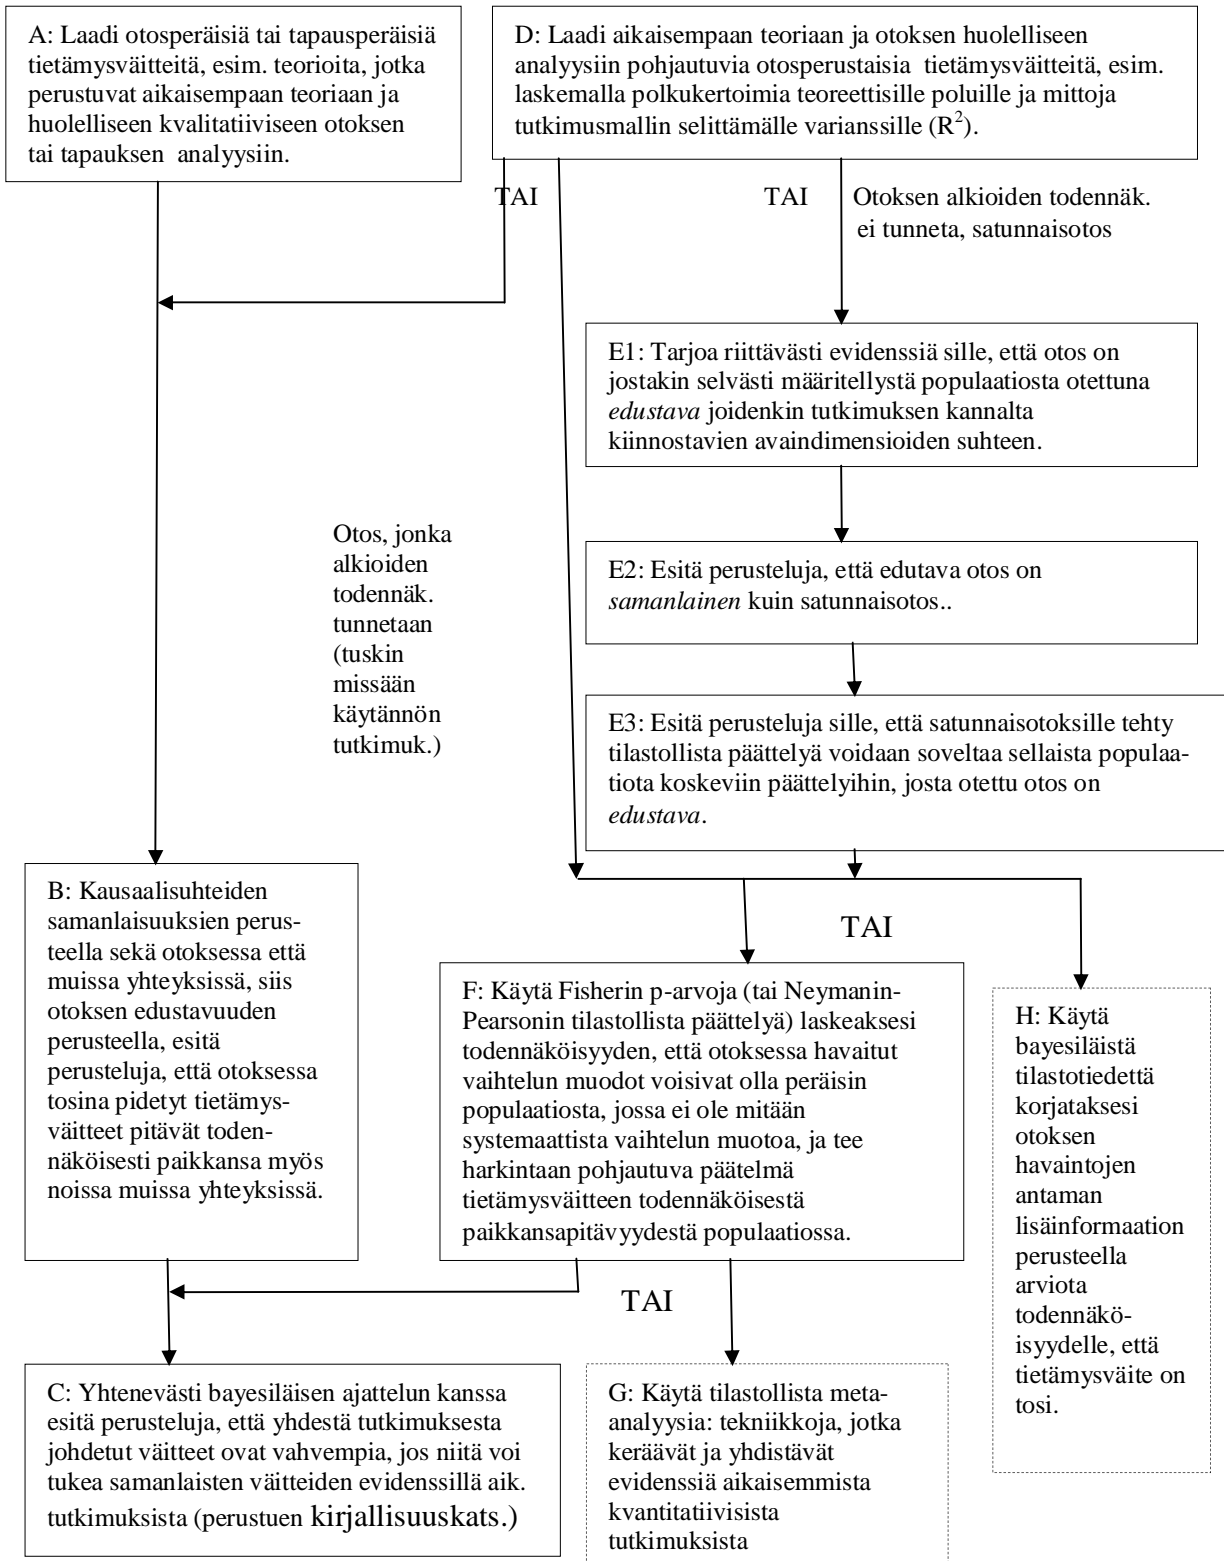 A: Laadi otosperäisiä tai tapausperäisiä
tietämysväitteitä, esim. teorioita, jotka
perustuvat aikaisempaan teoriaan ja
huolelliseen kvalitatiiviseen otoksen
tai tapauksen analyysiin.
D: Laadi aikaisempaan teoriaan ja otoksen huolelliseen
analyysiin pohjautuvia otosperustaisia tietämysväitteitä, esim.
laskemalla polkukertoimia teoreettisille poluille ja mittoja
tutkimusmallin selittämälle varianssille (R²).
TAI
TAI
Otoksen alkioiden todennäk.
ei tunneta, satunnaisotos
E1: Tarjoa riittävästi evidenssiä sille, että otos on
jostakin selvästi määritellystä populaatiosta otettuna
edustava joidenkin tutkimuksen kannalta
kiinnostavien avaindimensioiden suhteen.
Otos, jonka
alkioiden
todennäk.
tunnetaan
(tuskin
missään
käytännön
tutkimuk.)
E2: Esitä perusteluja, että edutava otos on
samanlainen kuin satunnaisotos..
E3: Esitä perusteluja sille, että satunnaisotoksille tehty
tilastollista päättelyä voidaan soveltaa sellaista populaa-
tiota koskeviin päättelyihin, josta otettu otos on
edustava.
B: Kausaalisuhteiden
samanlaisuuksien perus-
teella sekä otoksessa että
muissa yhteyksissä, siis
otoksen edustavuuden
perusteella, esitä
perusteluja, että otoksessa
tosina pidetyt tietämys-
väitteet pitävät toden-
näköisesti paikkansa myös
noissa muissa yhteyksissä.
TAI
F: Käytä Fisherin p-arvoja (tai Neymanin-
Pearsonin tilastollista päättelyä) laskeaksesi
todennäköisyyden, että otoksessa havaitut
vaihtelun muodot voisivat olla peräisin
populaatiosta, jossa ei ole mitään
systemaattista vaihtelun muotoa, ja tee
harkintaan pohjautuva päätelmä
tietämysväitteen todennäköisestä
paikkansapitävyydestä populaatiossa.
H: Käytä
bayesiläistä
tilastotiedettä
korjataksesi
otoksen
havaintojen
antaman
lisäinformaation
perusteella
arviota
todennäkö-
isyydelle, että
tietämysväite on
tosi.
TAI
C: Yhtenevästi bayesiläisen ajattelun kanssa
esitä perusteluja, että yhdestä tutkimuksesta
johdetut väitteet ovat vahvempia, jos niitä voi
tukea samanlaisten väitteiden evidenssillä aik.
tutkimuksista (perustuen kirjallisuuskats.)
G: Käytä tilastollista meta-
analyysia: tekniikkoja, jotka
keräävät ja yhdistävät
evidenssiä aikaisemmista
kvantitatiivisista
tutkimuksista